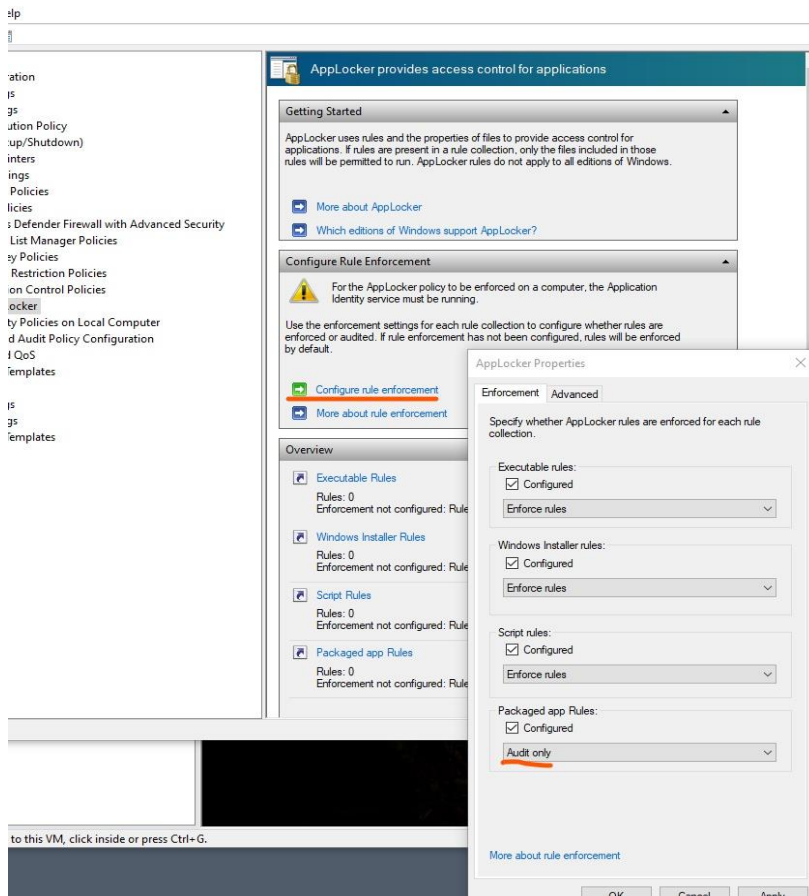 elp
ration
gs
gs
ution Policy
tup/Shutdown)
inters
ings
Policies
licies
s Defender Firewall with Advanced Security
List Manager Policies
ey Policies
Restriction Policies
ion Control Policies
ocker
ty Policies on Local Computer
d Audit Policy Configuration
d QoS
Templates
gs
gs
Templates
AppLocker provides access control for applications
Getting Started
AppLocker uses rules and the properties of files to provide access control for
applications. If rules are present in a rule collection, only the files included in those
rules will be permitted to run. AppLocker rules do not apply to all editions of Windows.
More about AppLocker
Which editions of Windows support AppLocker?
Configure Rule Enforcement
For the AppLocker policy to be enforced on a computer, the Application
Identity service must be running.
Use the enforcement settings for each rule collection to configure whether rules are
enforced or audited. If rule enforcement has not been configured, rules will be enforced
by default.
Configure rule enforcement
More about rule enforcement
Overview
Executable Rules
Rules: 0
Enforcement not configured: Rule
Windows Installer Rules
Rules: 0
Enforcement not configured: Rule
Script Rules
Rules: 0
Enforcement not configured: Rule
Packaged app Rules
Rules: 0
Enforcement not configured: Rule
AppLocker Properties
Enforcement Advanced
Specify whether AppLocker rules are enforced for each rule
collection.
Executable rules:
Configured
Enforce rules
Windows Installer rules:
Configured
Enforce rules
Script rules:
Configured
Enforce rules
Packaged app Rules:
Configured
Audit only
More about rule enforcement
OK Cancel Apply
to this VM, click inside or press Ctrl+G.